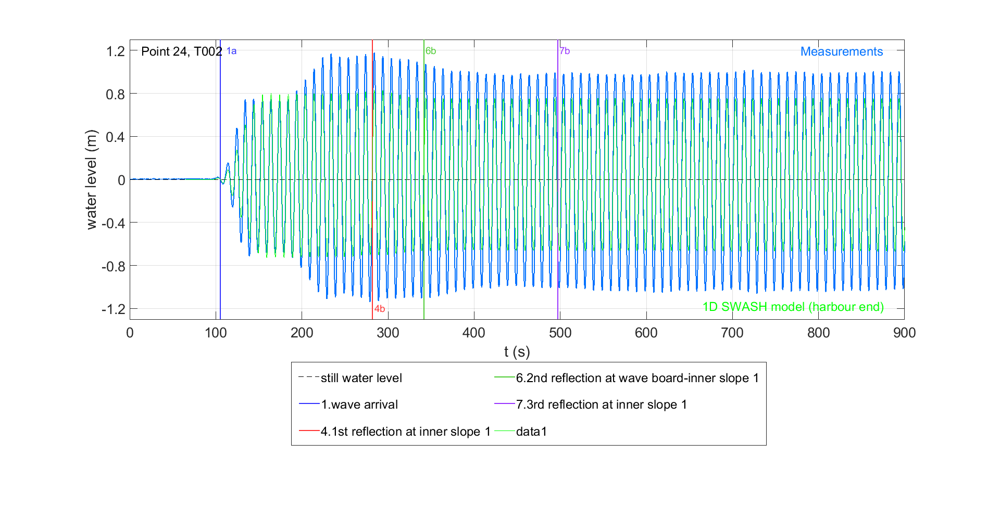 Point 24, T002
1a
6b
7b
Measurements
1.2
0.8
0.4
0
-0.4
-0.8
-1.2
water level (m)
4b
1D SWASH model (harbour end)
0 100 200 300 400 500 600 700 800 900
t (s)
still water level
1.wave arrival
4.1st reflection at inner slope 1
6.2nd reflection at wave board-inner slope 1
7.3rd reflection at inner slope 1
data1